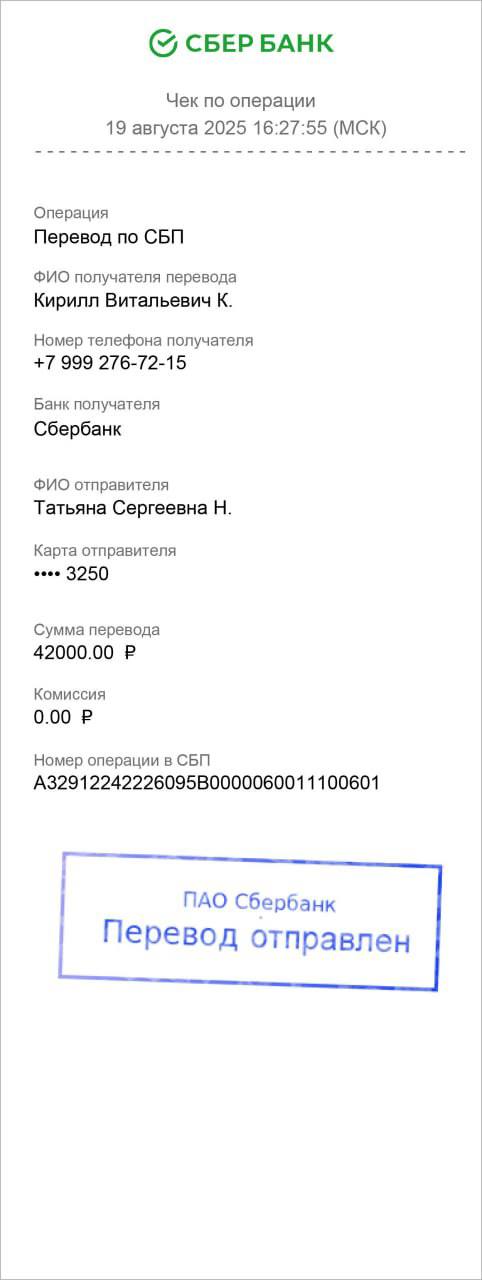 СБЕР БАНК
Чек по операции
19 августа 2025 16:27:55 (МСК)
Операция
Перевод по СБП
ФИО получателя перевода
Кирилл Витальевич К.
Номер телефона получателя
+7 999 276-72-15
Банк получателя
Сбербанк
ФИО отправителя
Татьяна Сергеевна Н.
Карта отправителя
•••• 3250
Сумма перевода
42000.00 ₽
Комиссия
0.00 ₽
Номер операции в СБП
A32912242226095B0000060011100601
ПАО Сбербанк
Перевод отправлен